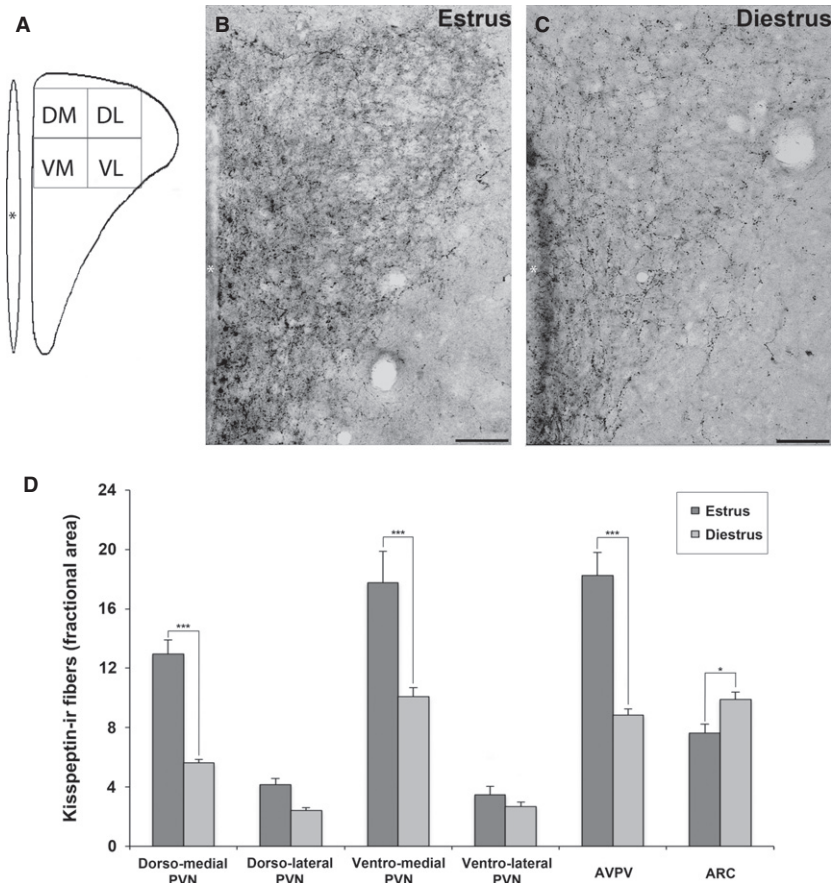 A
B
Estrus
C
Diestrus
DM DL
VM VL
*
*
*
D
Kisspeptin-ir fibers (fractional area)
24
20
16
12
8
4
0
Estrus
Diestrus
***
***
***
*
Dorso-medial PVN
Dorso-lateral PVN
Ventro-medial PVN
Ventro-lateral PVN
AVPV
ARC